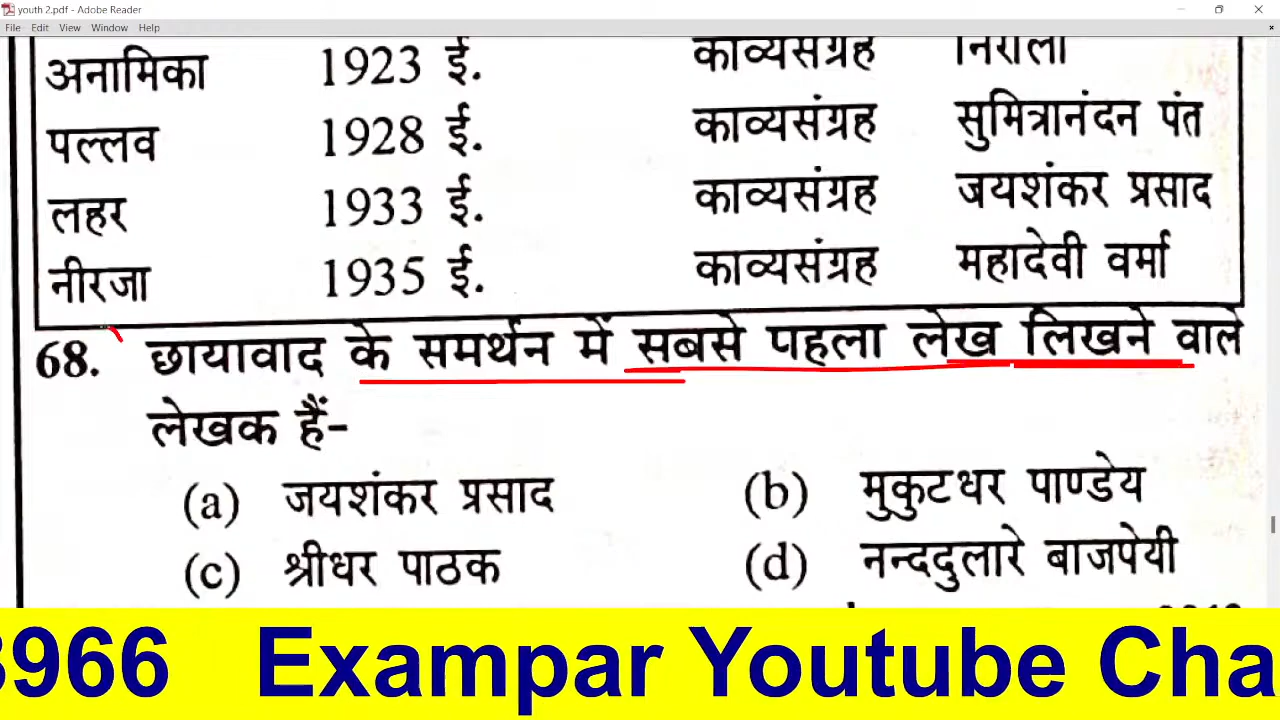 youth 2.pdf - Adobe Reader
File Edit View Window Help
अनामिका 1923 ई. काव्यसंग्रह निराला
पल्लव 1928 ई. काव्यसंग्रह सुमित्रानंदन पंत
लहर 1933 ई. काव्यसंग्रह जयशंकर प्रसाद
नीरजा 1935 ई. काव्यसंग्रह महादेवी वर्मा
68. छायावाद के समर्थन में सबसे पहला लेख लिखने वाले
लेखक हैं-
(a) जयशंकर प्रसाद (b) मुकुटधर पाण्डेय
(c) श्रीधर पाठक (d) नन्ददुलारे बाजपेयी
3966 Exampar Youtube Cha